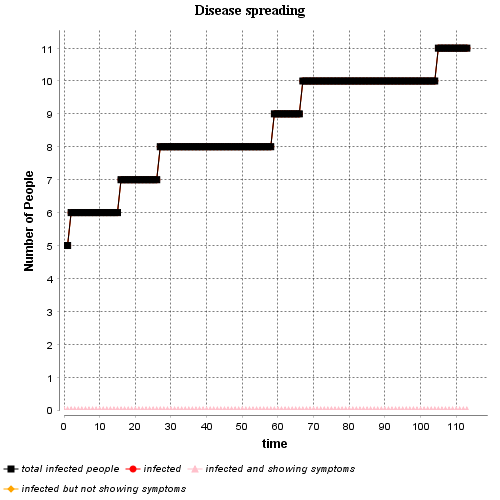 Disease spreading
11
10
9
8
7
6
5
4
3
2
1
0
Number of People
0 10 20 30 40 50 60 70 80 90 100 110
time
total infected people infected infected and showing symptoms
infected but not showing symptoms